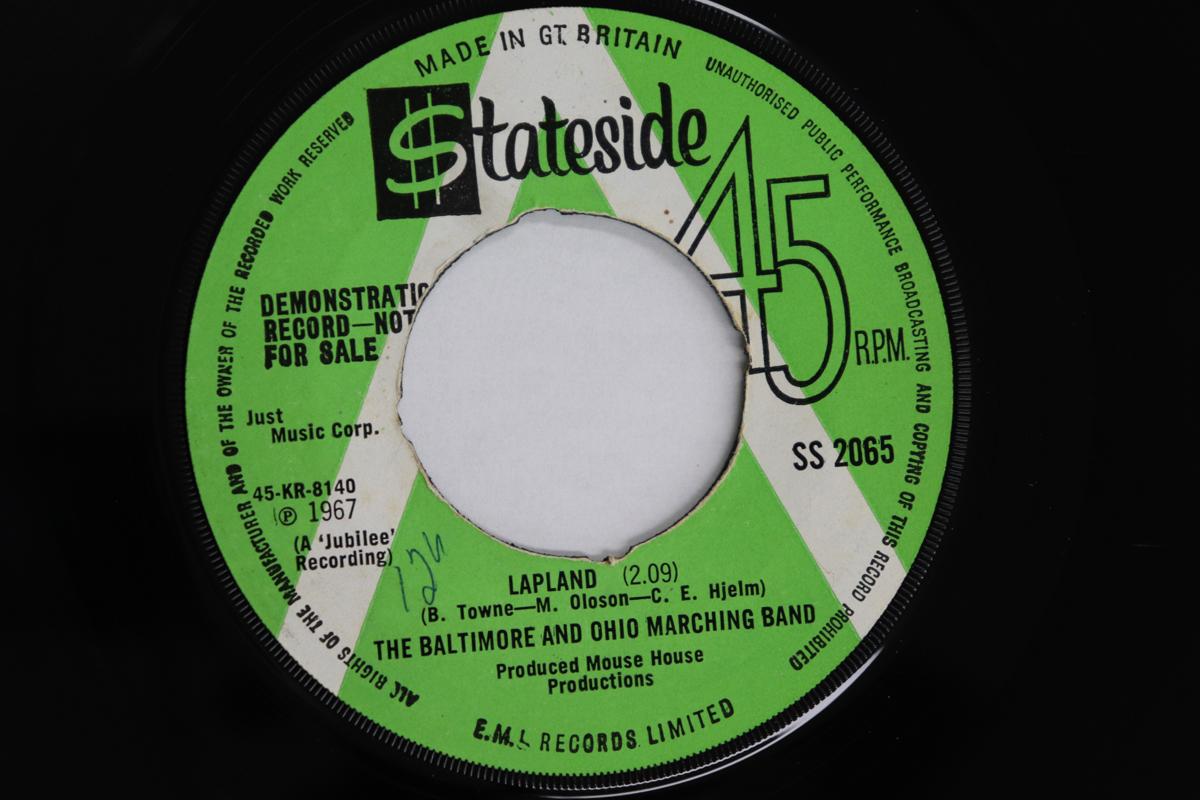 MADE IN GT. BRITAIN
UNAUTHORISED PUBLIC PERFORMANCE BROADCASTING AND COPYING OF THIS RECORD PROHIBITED
ALL RIGHTS OF THE MANUFACTURER AND OF THE OWNER OF THE RECORDED WORK RESERVED
$tateside
45 R.P.M.
DEMONSTRATIO
RECORD—NOT
FOR SALE
Just
Music Corp.
SS 2065
45-KR-8140
℗ 1967
(A 'Jubilee'
Recording)
LAPLAND (2.09)
(B. Towne—M. Oloson—C. E. Hjelm)
THE BALTIMORE AND OHIO MARCHING BAND
Produced Mouse House
Productions
E.M.I. RECORDS LIMITED